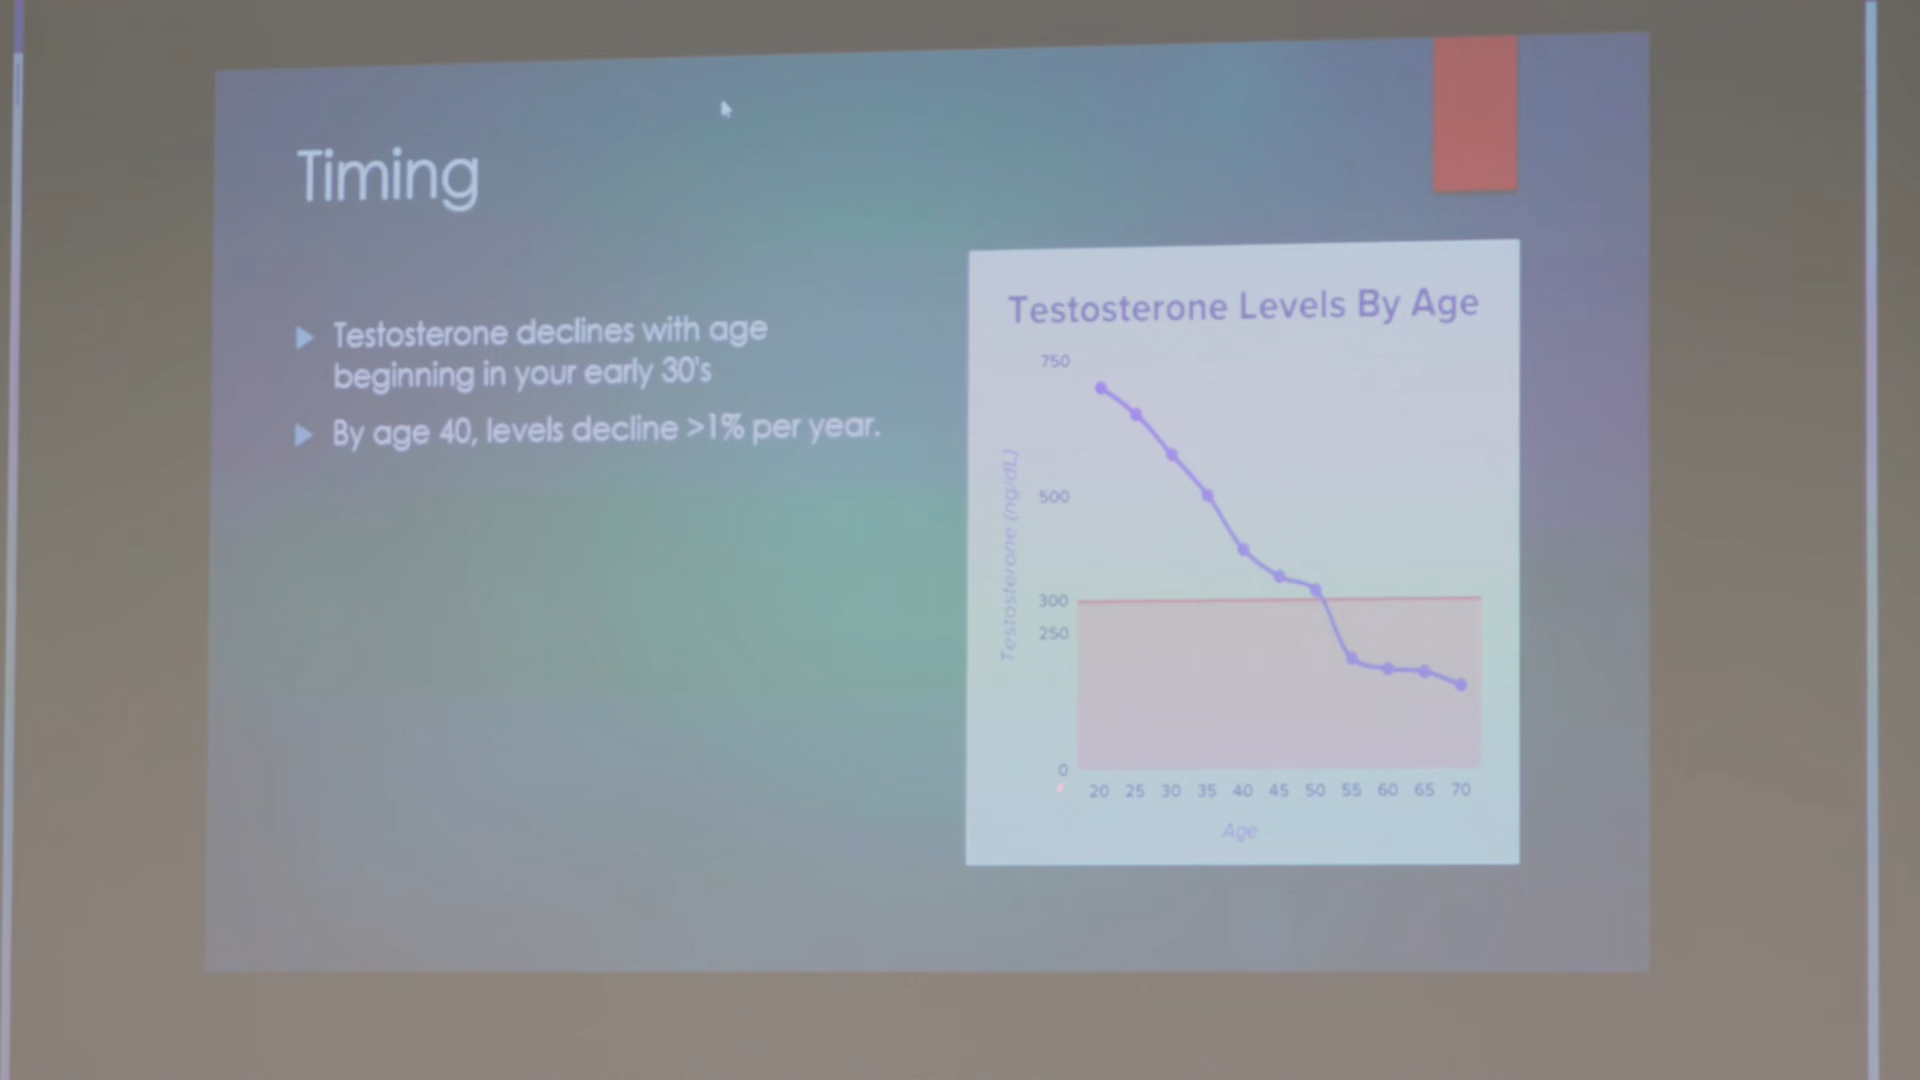 Timing
Testosterone declines with age
beginning in your early 30's
By age 40, levels decline >1% per year.
Testosterone Levels By Age
750
500
300
250
0
Testosterone (ng/dL)
20 25 30 35 40 45 50 55 60 65 70
Age